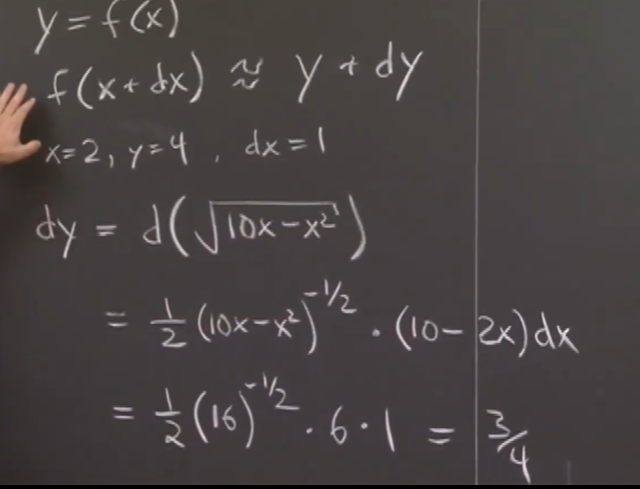 y = f(x)
f(x + dx) ≈ y + dy
x=2, y=4 , dx=1
dy = d(√(10x-x²))
= 1/2 (10x-x²)^(-1/2) · (10-2x)dx
= 1/2 (16)^(-1/2) · 6 · 1 = 3/4